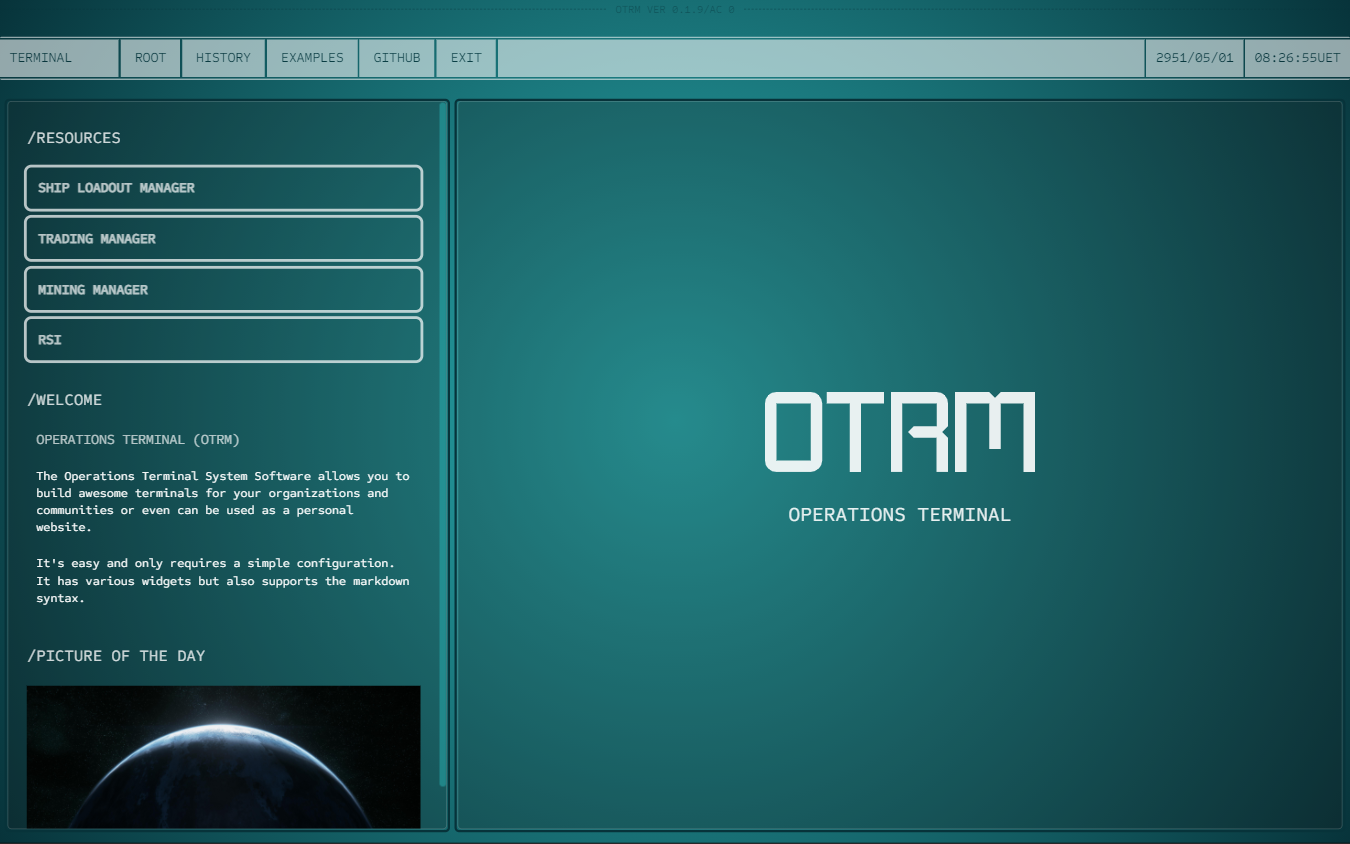 OTRM VER 0.1.9/AC 0
TERMINAL
ROOT
HISTORY
EXAMPLES
GITHUB
EXIT
2951/05/01
08:26:55UET
/RESOURCES
SHIP LOADOUT MANAGER
TRADING MANAGER
MINING MANAGER
RSI
/WELCOME
OPERATIONS TERMINAL (OTRM)
The Operations Terminal System Software allows you to
build awesome terminals for your organizations and
communities or even can be used as a personal
website.
It's easy and only requires a simple configuration.
It has various widgets but also supports the markdown
syntax.
/PICTURE OF THE DAY
OTRM
OPERATIONS TERMINAL